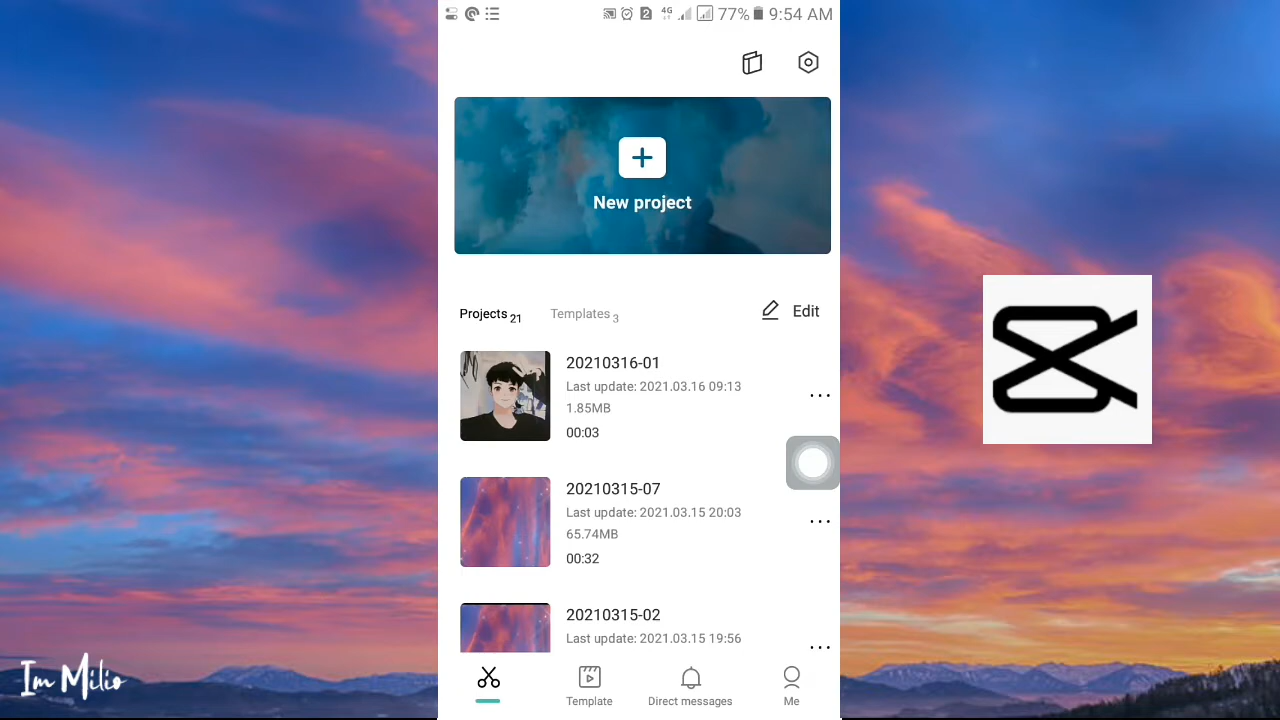 4G 77% 9:54 AM
New project
Projects 21
Templates 3
Edit
20210316-01
Last update: 2021.03.16 09:13
1.85MB
00:03
20210315-07
Last update: 2021.03.15 20:03
65.74MB
00:32
20210315-02
Last update: 2021.03.15 19:56
Template
Direct messages
Me
Im Milio